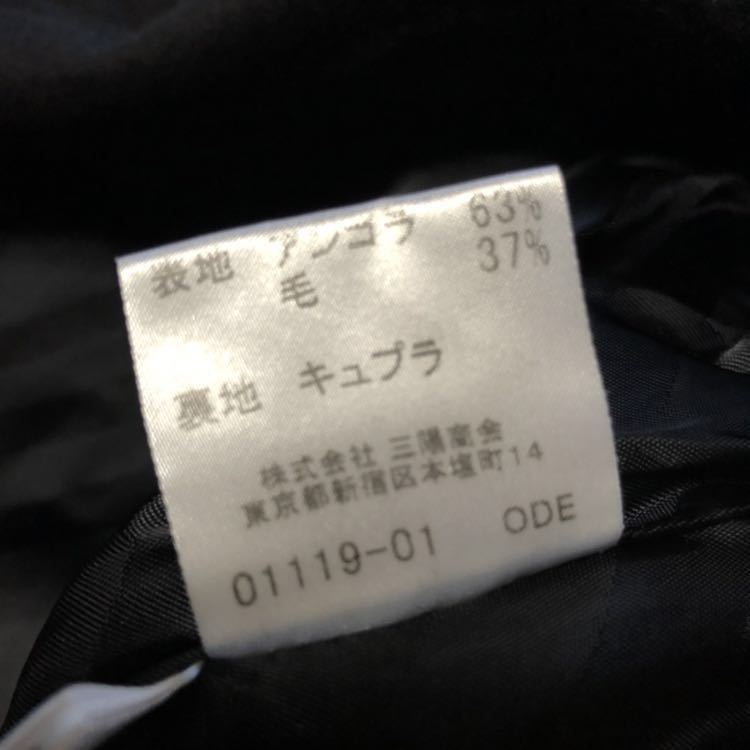 表地 アンゴラ 63%
毛 37%
裏地 キュプラ
株式会社 三陽商会
東京都新宿区本塩町14
01119-01 ODE